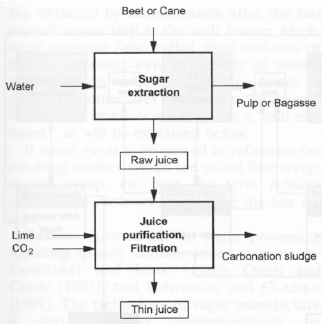 Beet or Cane
Water
Sugar
extraction
Pulp or Bagasse
Raw juice
Lime
CO2
Juice
purification,
Filtration
Carbonation sludge
Thin juice